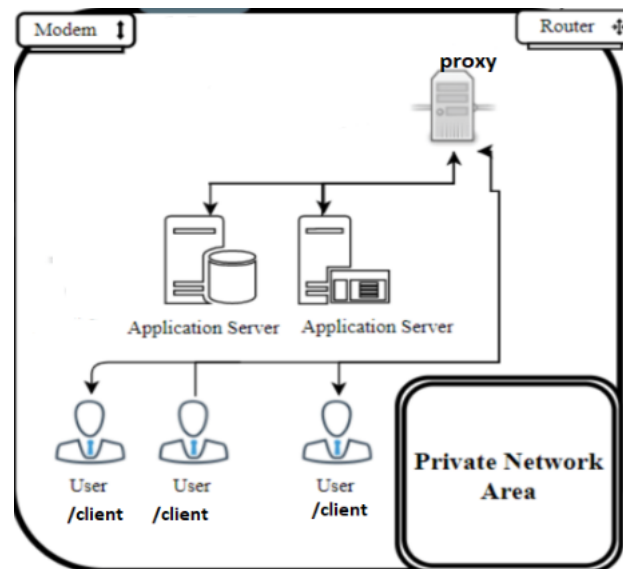 Modem
Router
proxy
Application Server
Application Server
User
/client
User
/client
User
/client
Private Network
Area